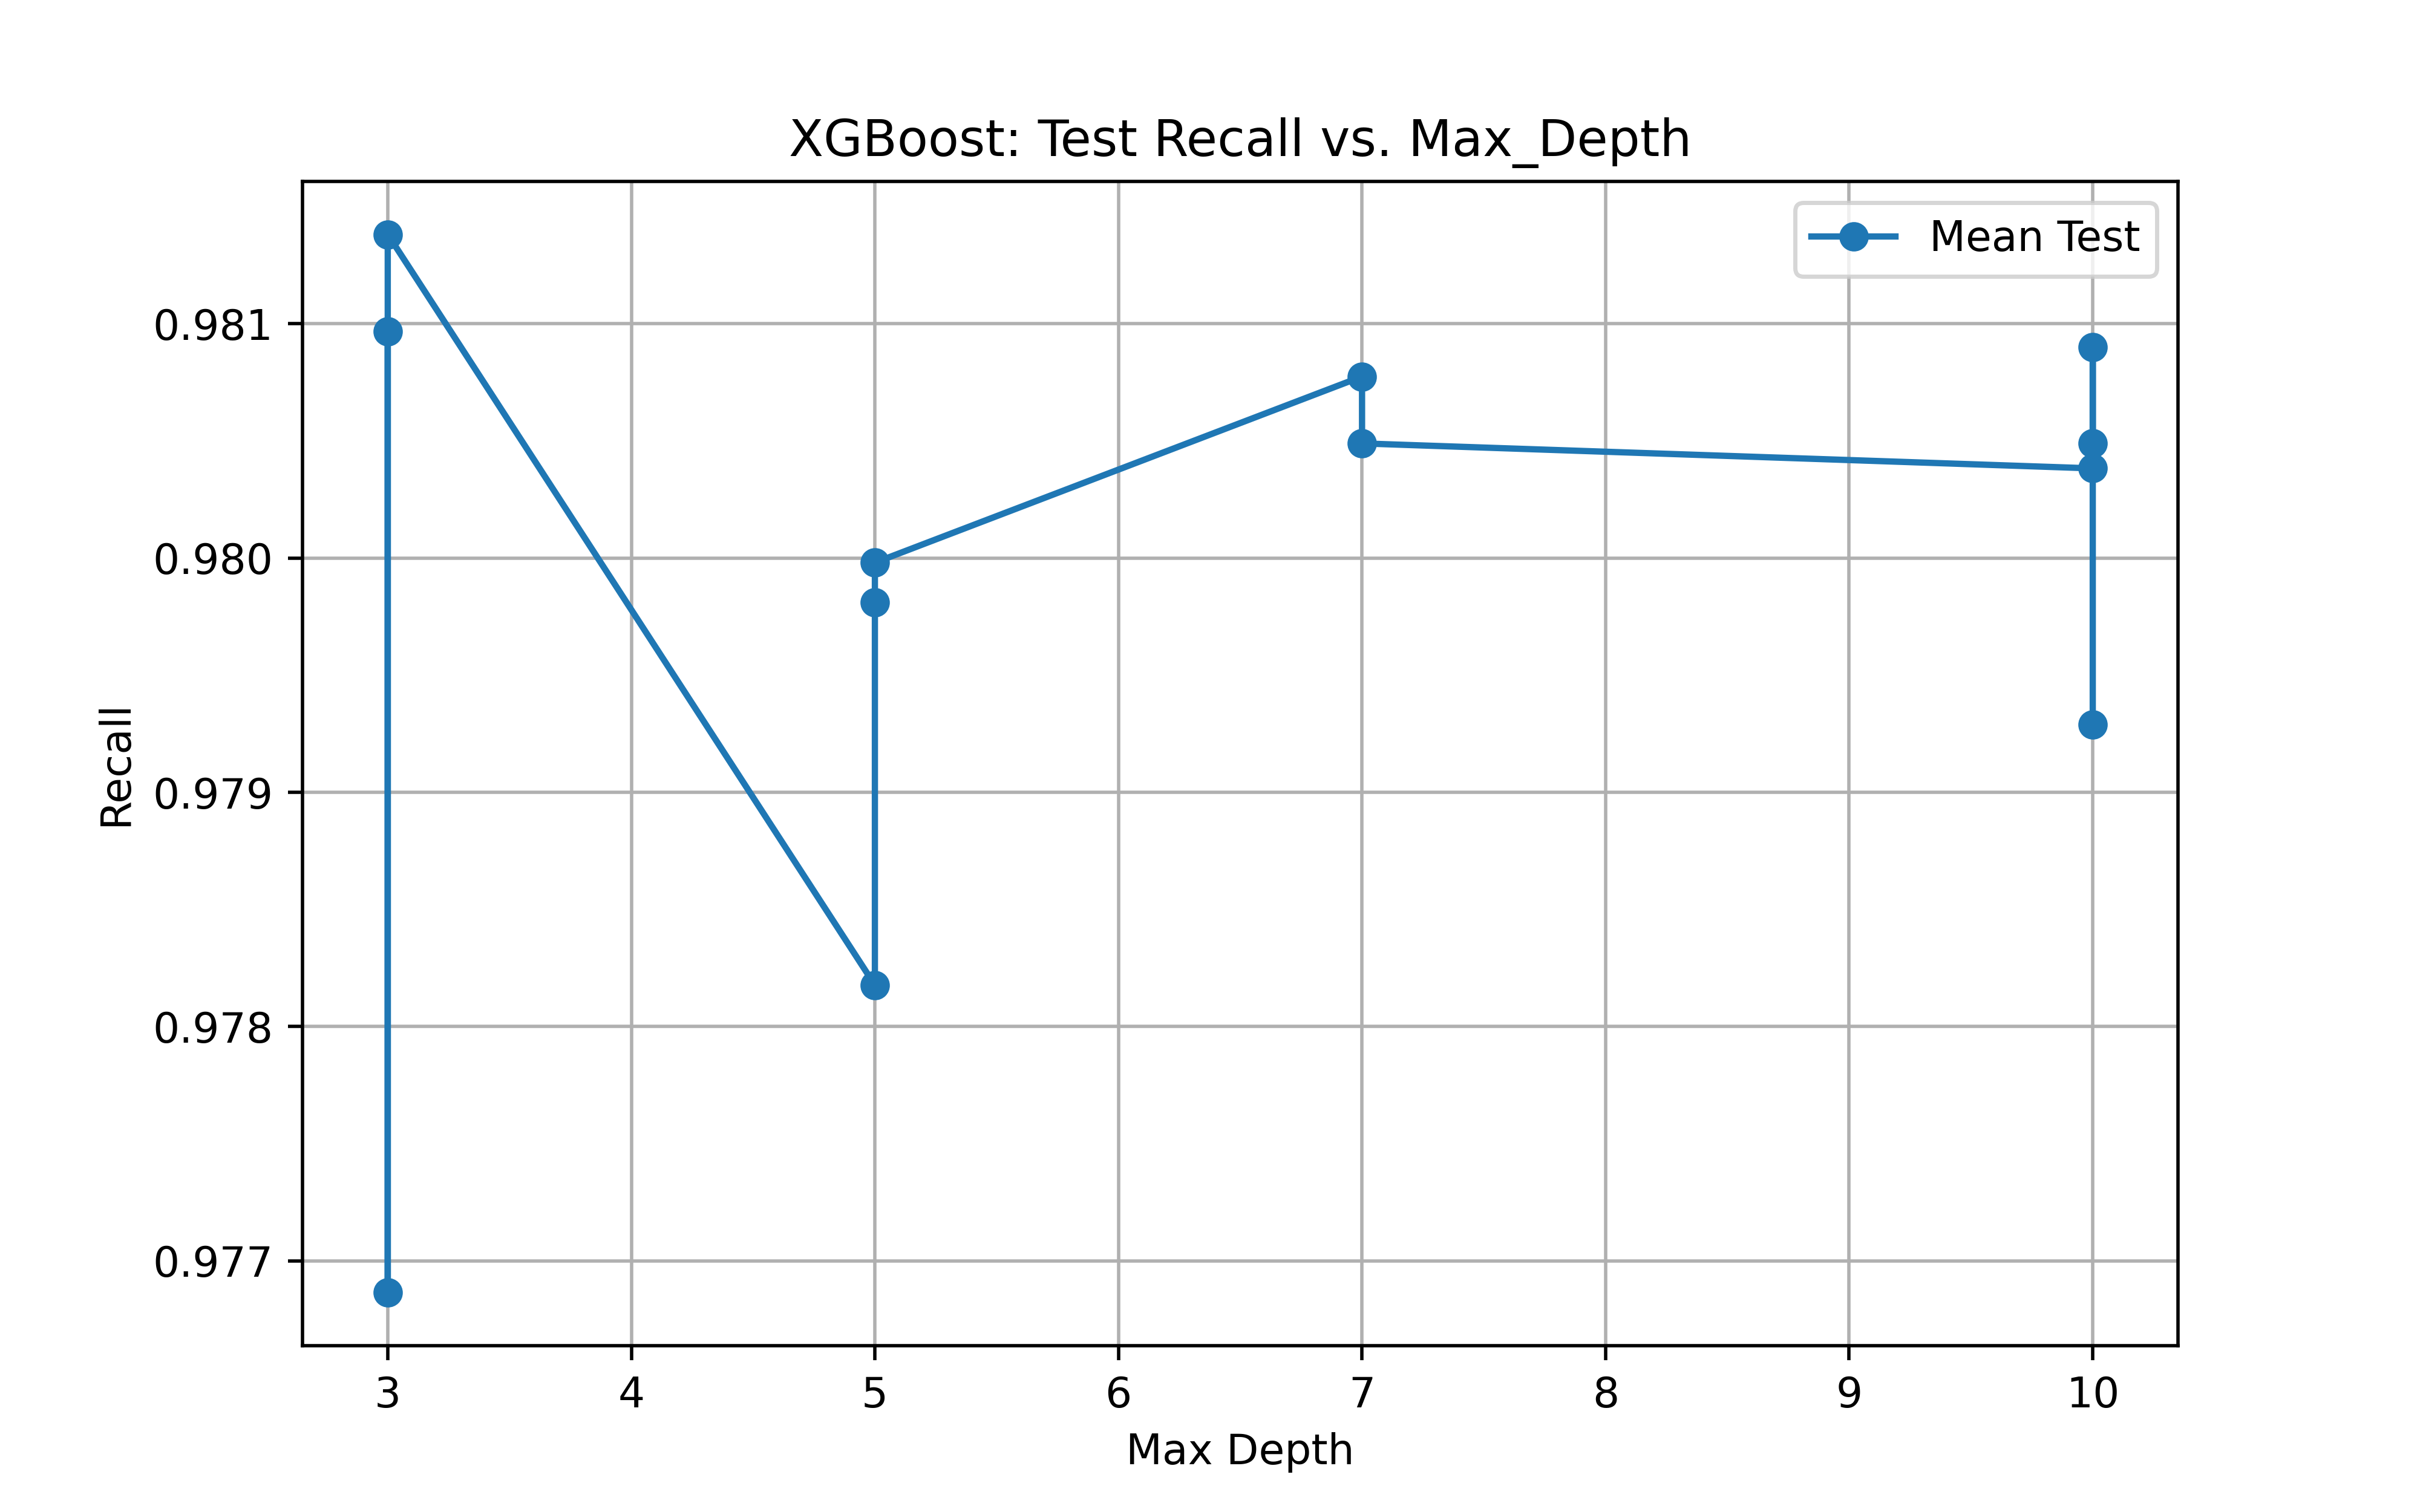 XGBoost: Test Recall vs. Max_Depth
Mean Test
0.981
0.980
0.979
0.978
0.977
Recall
3 4 5 6 7 8 9 10
Max Depth